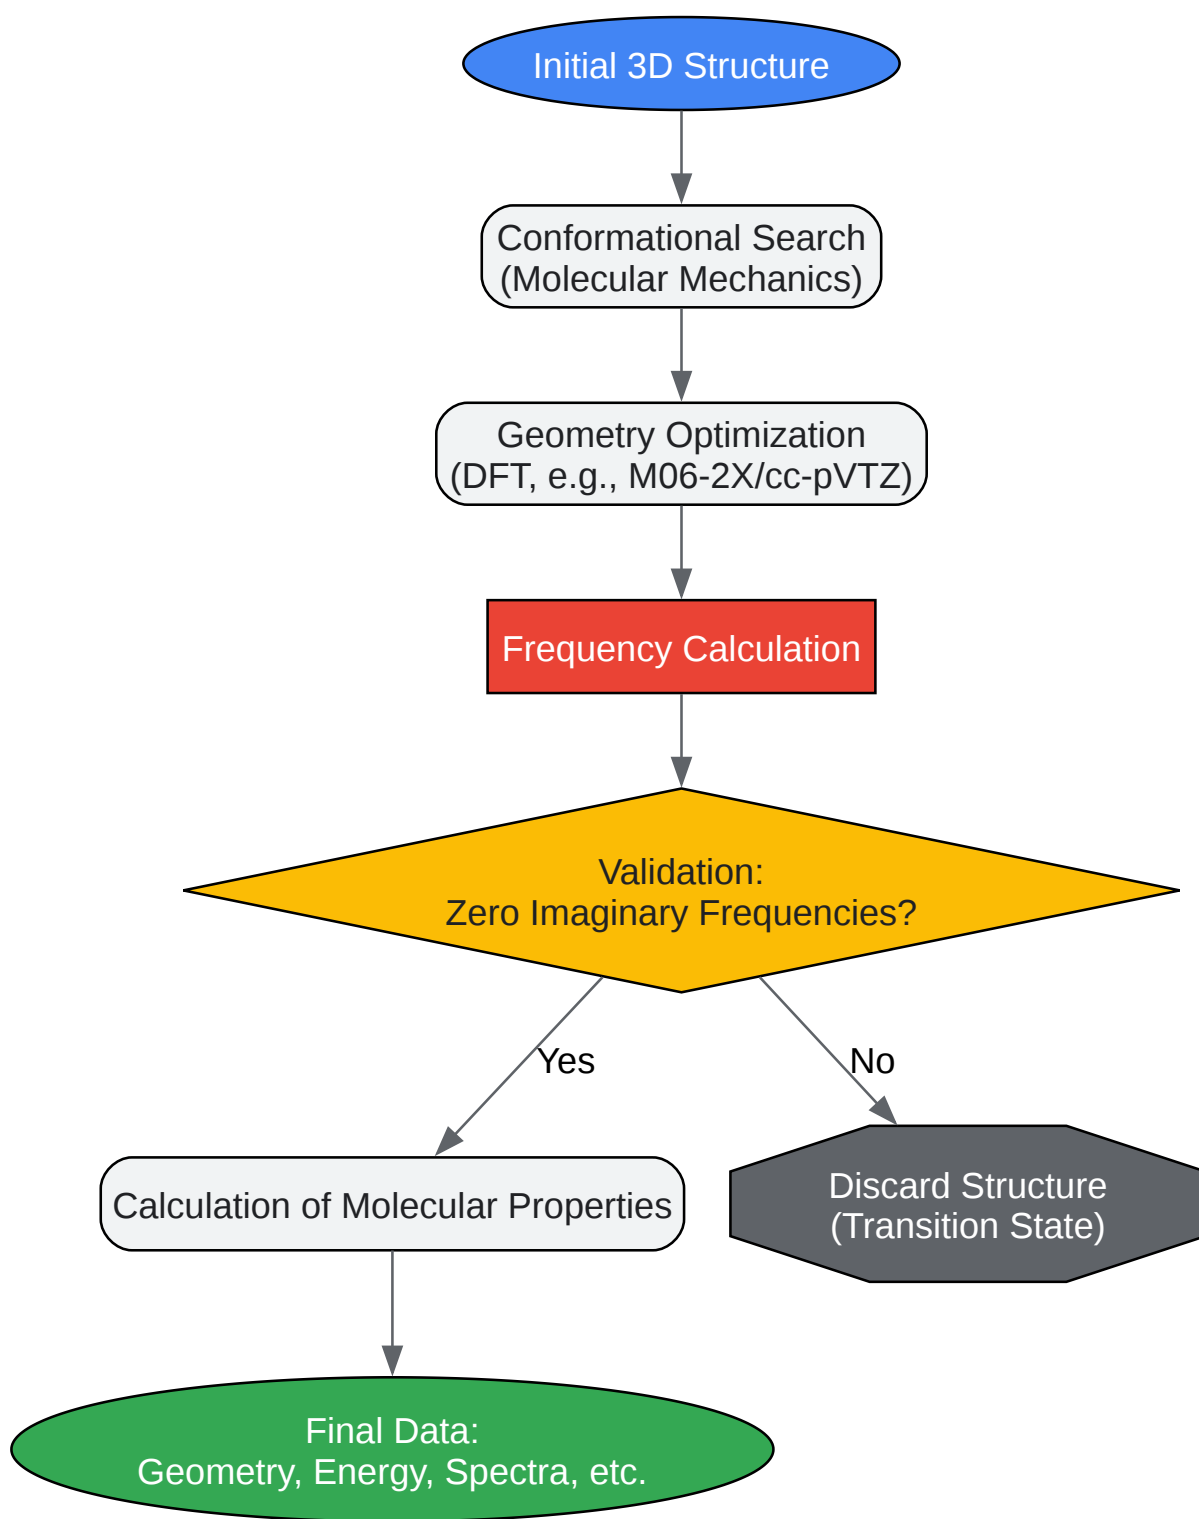 Initial 3D Structure
Conformational Search
(Molecular Mechanics)
Geometry Optimization
(DFT, e.g., M06-2X/cc-pVTZ)
Frequency Calculation
Validation:
Zero Imaginary Frequencies?
Yes
No
Calculation of Molecular Properties
Discard Structure
(Transition State)
Final Data:
Geometry, Energy, Spectra, etc.